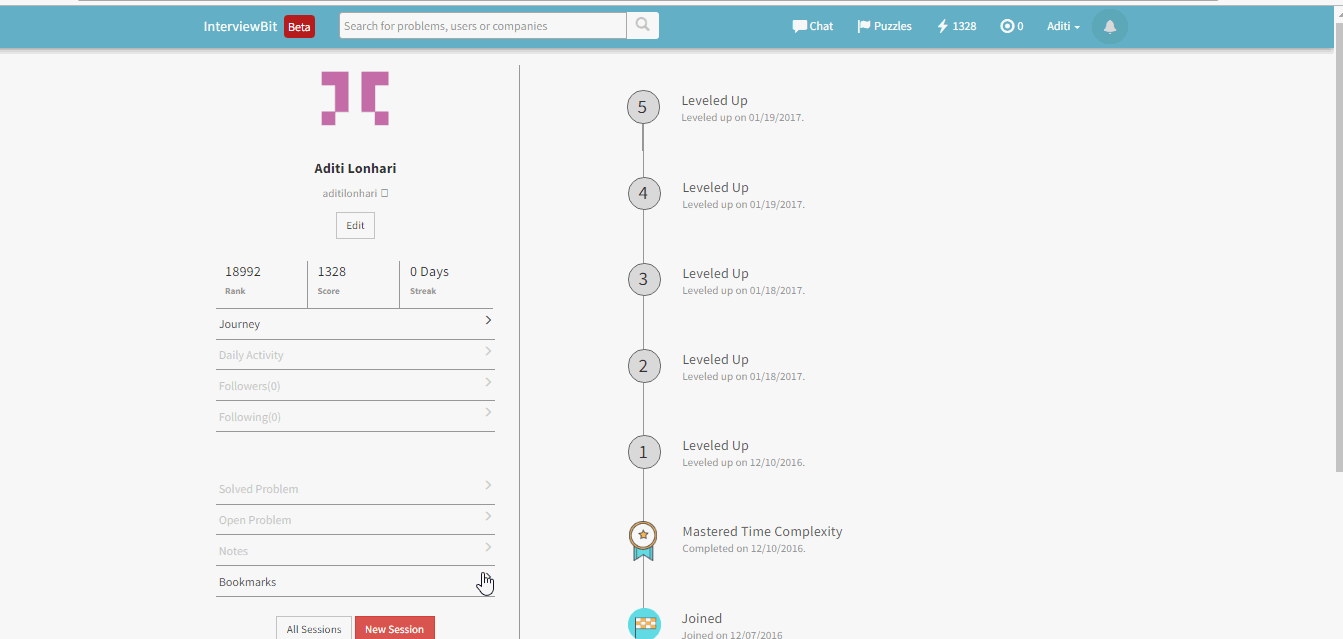 InterviewBit Beta
Search for problems, users or companies
Chat
Puzzles
1328
0
Aditi
Aditi Lonhari
aditilonhari
Edit
18992
Rank
1328
Score
0 Days
Streak
Journey
Daily Activity
Followers(0)
Following(0)
Solved Problem
Open Problem
Notes
Bookmarks
All Sessions
New Session
5
Leveled Up
Leveled up on 01/19/2017.
4
Leveled Up
Leveled up on 01/19/2017.
3
Leveled Up
Leveled up on 01/18/2017.
2
Leveled Up
Leveled up on 01/18/2017.
1
Leveled Up
Leveled up on 12/10/2016.
Mastered Time Complexity
Completed on 12/10/2016.
Joined
Joined on 12/07/2016